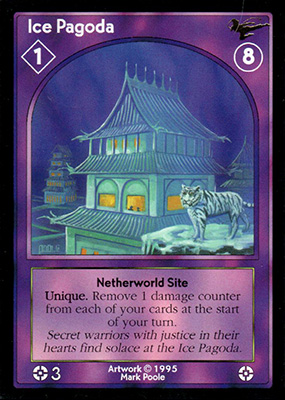 Ice Pagoda
1
8
Netherworld Site
Unique. Remove 1 damage counter
from each of your cards at the start
of your turn.
Secret warriors with justice in their
hearts find solace at the Ice Pagoda.
3
Artwork © 1995
Mark Poole